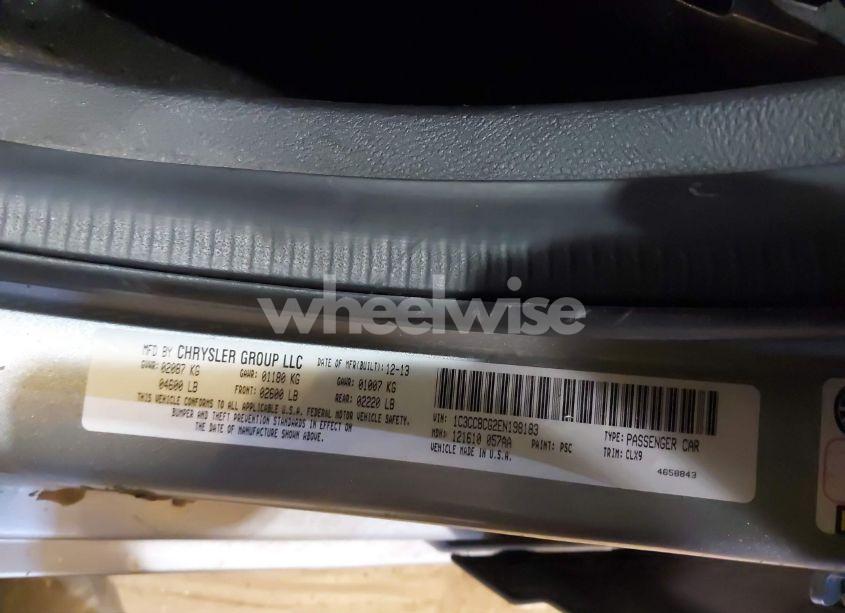 wheelwise
MFD BY CHRYSLER GROUP LLC DATE OF MFR(BUILT):12-13
GVWR:02087 KG GAWR:01180 KG GAWR:01007 KG
04600 LB FRONT:02600 LB REAR:02220 LB
THIS VEHICLE CONFORMS TO ALL APPLICABLE U.S.A. FEDERAL MOTOR VEHICLE SAFETY,
BUMPER AND THEFT PREVENTION STANDARDS IN EFFECT ON
THE DATE OF MANUFACTURE SHOWN ABOVE.
VIN: 1C3CCBCG2EN198183 TYPE: PASSENGER CAR
MDH: 121610 057AA PAINT: PSC TRIM: CLX9
VEHICLE MADE IN U.S.A. 4658843